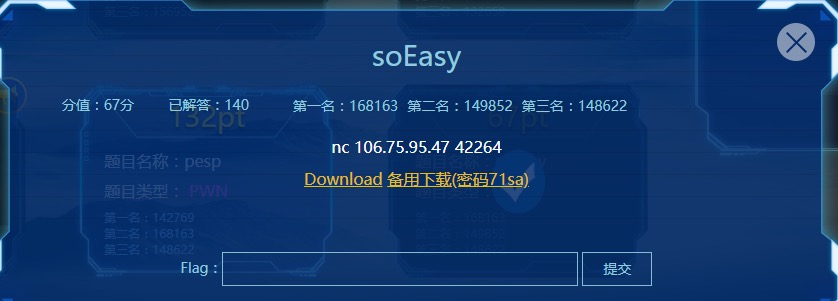 soEasy
分值：67分 已解答：140 第一名：168163 第二名：149852 第三名：148622
132pt 67pt
nc 106.75.95.47 42264
题目名称：pesp
Download 备用下载(密码71sa)
题目类型： PWN
第一名：142769
第二名：168163
第三名：148622
Flag： 提交